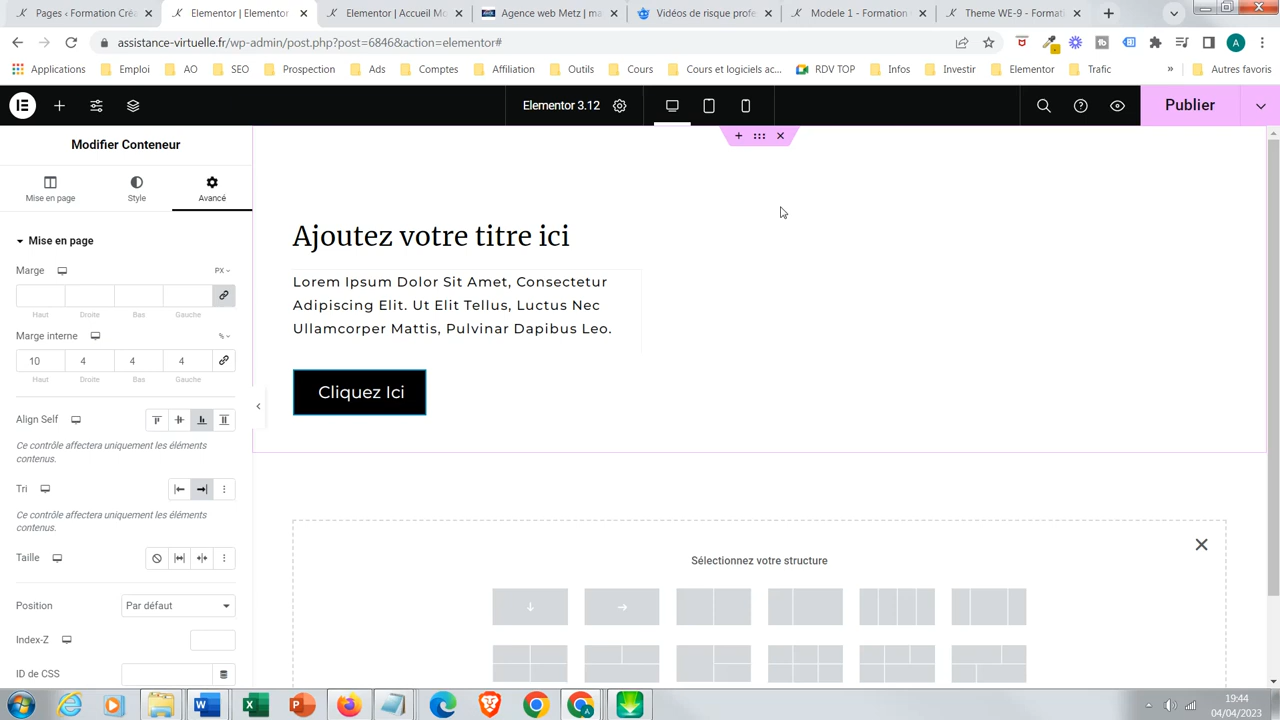 Pages ‹ Formation Créa
Elementor | Elementor
Elementor | Accueil Mo
Agence Web Metz | ma
Vidéos de risque profe
Modele 1 - Formation
Theme WE-9 - Formati
assistance-virtuelle.fr/wp-admin/post.php?post=6846&action=elementor#
A
Applications
Emploi
AO
SEO
Prospection
Ads
Comptes
Affiliation
Outils
Cours
Cours et logiciels ac...
RDV TOP
Infos
Investir
Elementor
Trafic
»
Autres favoris
Elementor 3.12
Publier
Modifier Conteneur
Mise en page
Style
Avancé
Mise en page
Marge
PX
Haut
Droite
Bas
Gauche
Marge interne
%
10
4
4
4
Haut
Droite
Bas
Gauche
Align Self
Ce contrôle affectera uniquement les éléments
contenus.
Tri
Ce contrôle affectera uniquement les éléments
contenus.
Taille
Position
Par défaut
Index-Z
ID de CSS
Ajoutez votre titre ici
Lorem Ipsum Dolor Sit Amet, Consectetur
Adipiscing Elit. Ut Elit Tellus, Luctus Nec
Ullamcorper Mattis, Pulvinar Dapibus Leo.
Cliquez Ici
Sélectionnez votre structure
19:44
04/04/2023